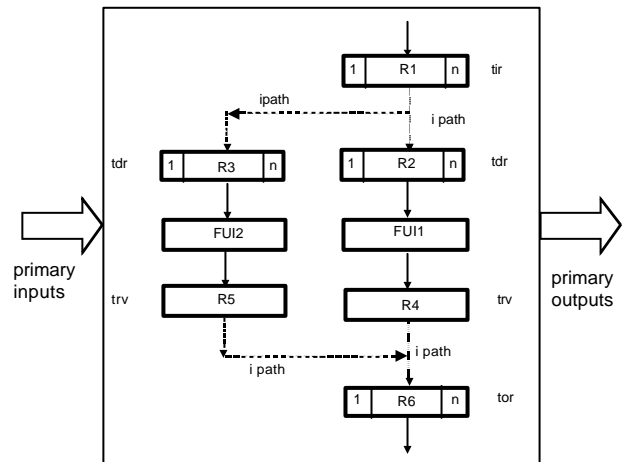 1 R1 n tir
ipath
i path
tdr 1 R3 n
1 R2 n tdr
FUI2
FUI1
primary
inputs
primary
outputs
trv R5
R4 trv
i path
i path
1 R6 n tor